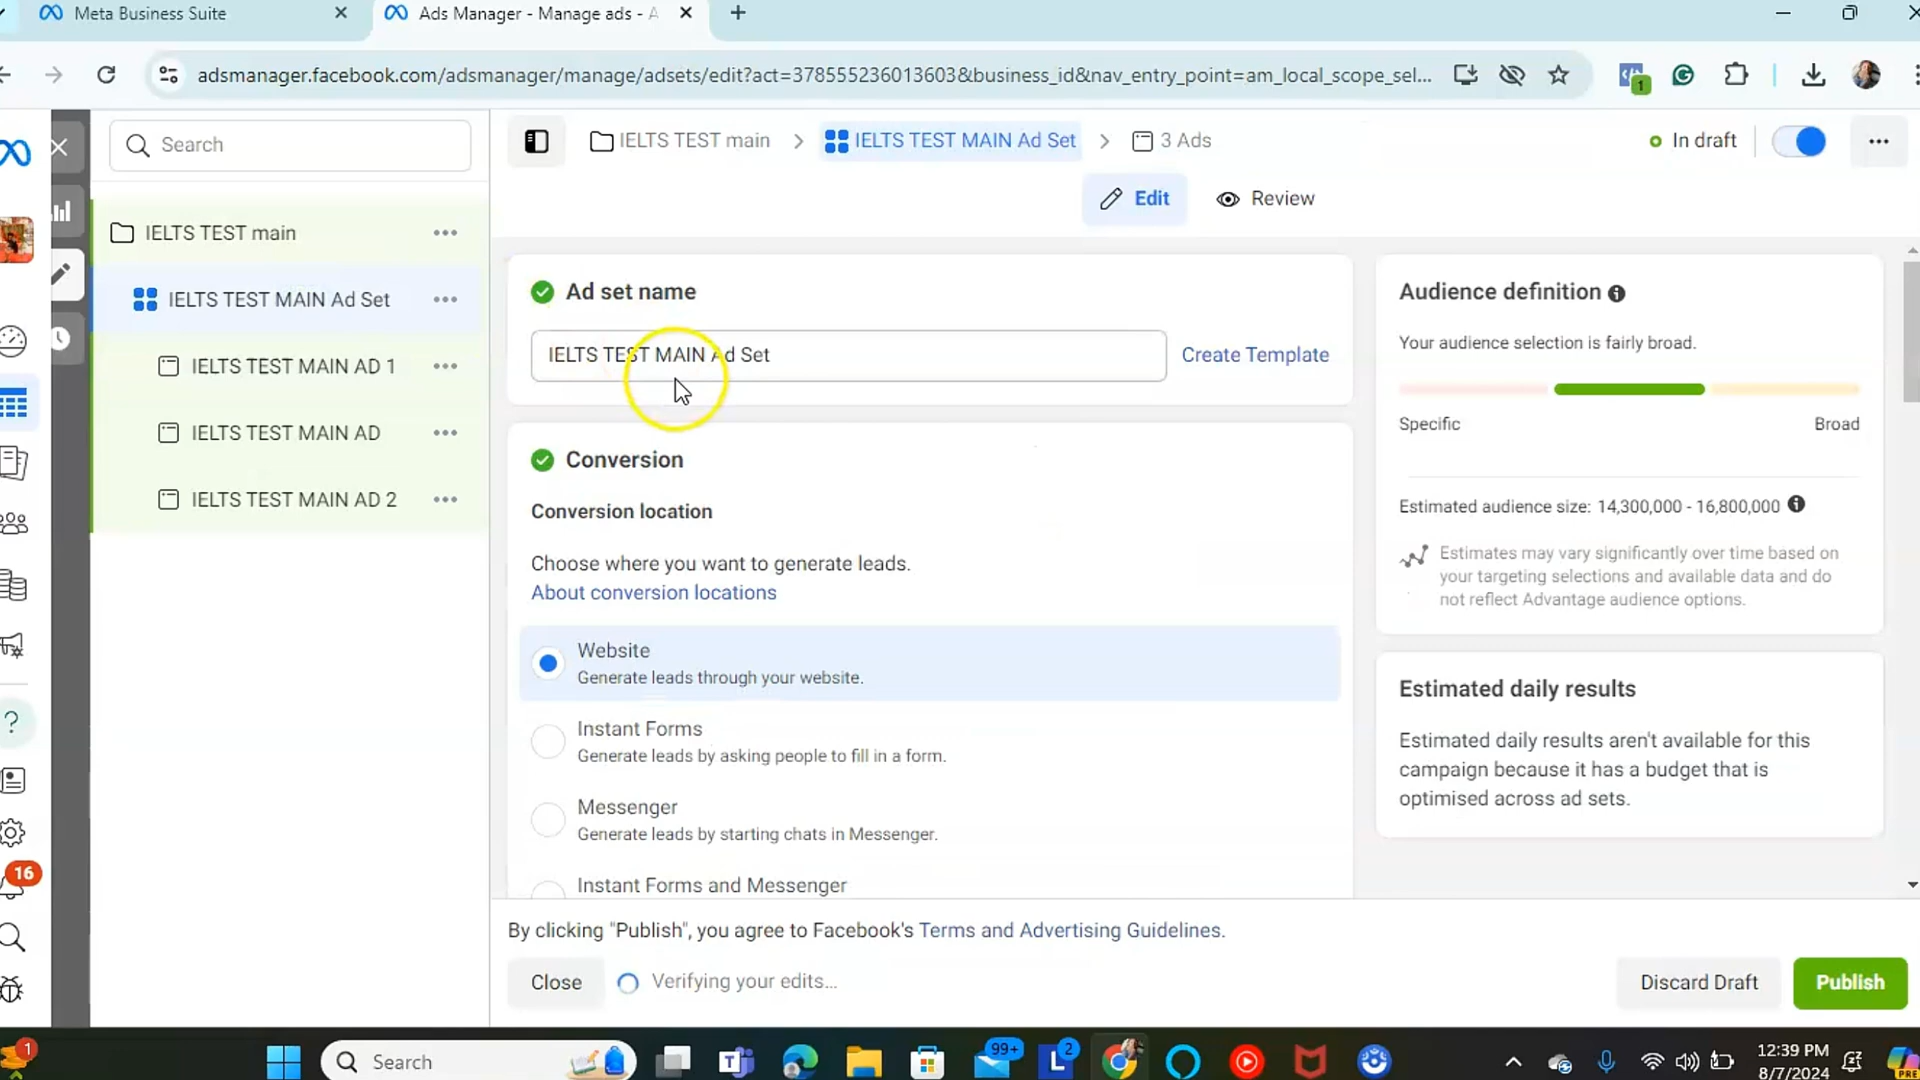 Meta Business Suite
Ads Manager - Manage ads - A
adsmanager.facebook.com/adsmanager/manage/adsets/edit?act=378555236013603&business_id&nav_entry_point=am_local_scope_sel...
1
Search
IELTS TEST main
IELTS TEST MAIN Ad Set
3 Ads
In draft
Edit
Review
IELTS TEST main
IELTS TEST MAIN Ad Set
IELTS TEST MAIN AD 1
IELTS TEST MAIN AD
IELTS TEST MAIN AD 2
Ad set name
IELTS TEST MAIN Ad Set
Create Template
Conversion
Conversion location
Choose where you want to generate leads.
About conversion locations
Website
Generate leads through your website.
Instant Forms
Generate leads by asking people to fill in a form.
Messenger
Generate leads by starting chats in Messenger.
Instant Forms and Messenger
Audience definition
Your audience selection is fairly broad.
Specific
Broad
Estimated audience size: 14,300,000 - 16,800,000
Estimates may vary significantly over time based on
your targeting selections and available data and do
not reflect Advantage audience options.
Estimated daily results
Estimated daily results aren't available for this
campaign because it has a budget that is
optimised across ad sets.
16
By clicking "Publish", you agree to Facebook's Terms and Advertising Guidelines.
Close
Verifying your edits...
Discard Draft
Publish
1
Search
99+
L
2
12:39 PM
8/7/2024
PRE